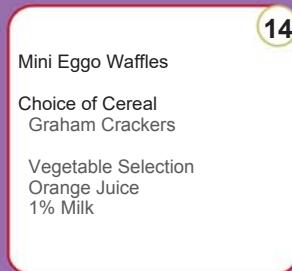 14
Mini Eggo Waffles
Choice of Cereal
Graham Crackers
Vegetable Selection
Orange Juice
1% Milk